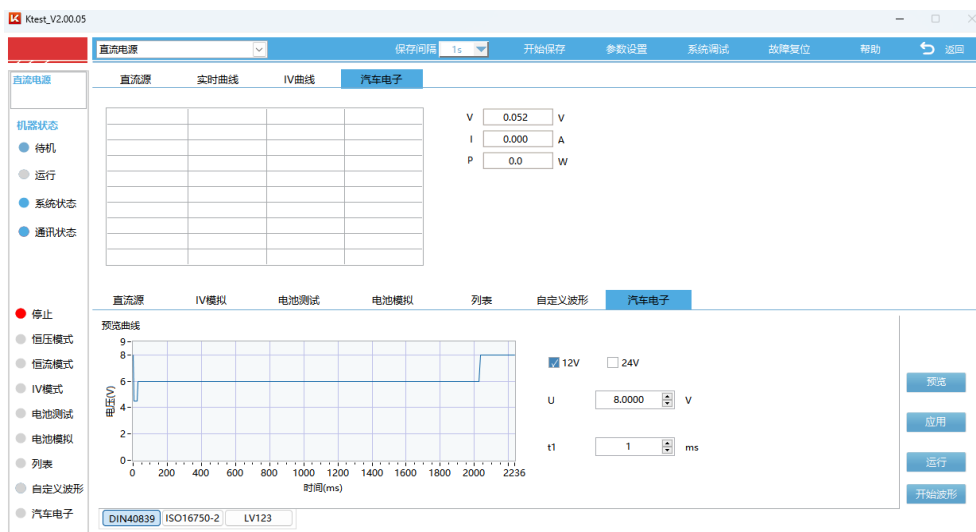 Ktest_V2.00.05
直流电源 保存间隔 1s 开始保存 参数设置 系统调试 故障复位 帮助 返回
直流电源
直流源 实时曲线 IV曲线 汽车电子
机器状态
待机
运行
系统状态
通讯状态
V 0.052 V
I 0.000 A
P 0.0 W
直流源 IV模拟 电池测试 电池模拟 列表 自定义波形 汽车电子
停止
恒压模式
恒流模式
IV模式
电池测试
电池模拟
列表
自定义波形
汽车电子
预览曲线
电压(V)
9
8
6
4
2
0
0 200 400 600 800 1000 1200 1400 1600 1800 2000 2236
时间(ms)
12V 24V
U 8.0000 V
t1 1 ms
预览
应用
运行
开始波形
DIN40839 ISO16750-2 LV123